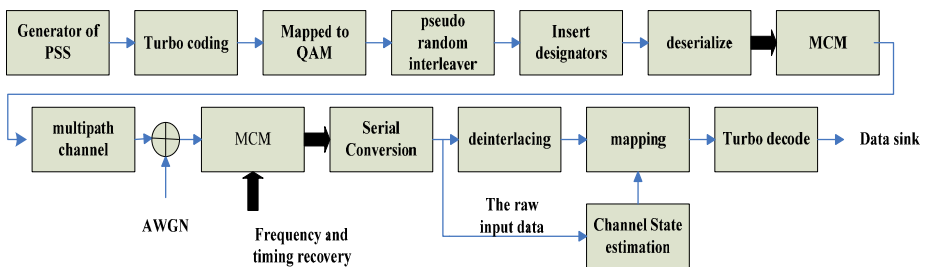 Generator of
PSS
Turbo coding
Mapped to
QAM
pseudo
random
interleaver
Insert
designators
deserialize
MCM
multipath
channel
MCM
Serial
Conversion
deinterlacing
mapping
Turbo decode
Data sink
AWGN
Frequency and
timing recovery
The raw
input data
Channel State
estimation